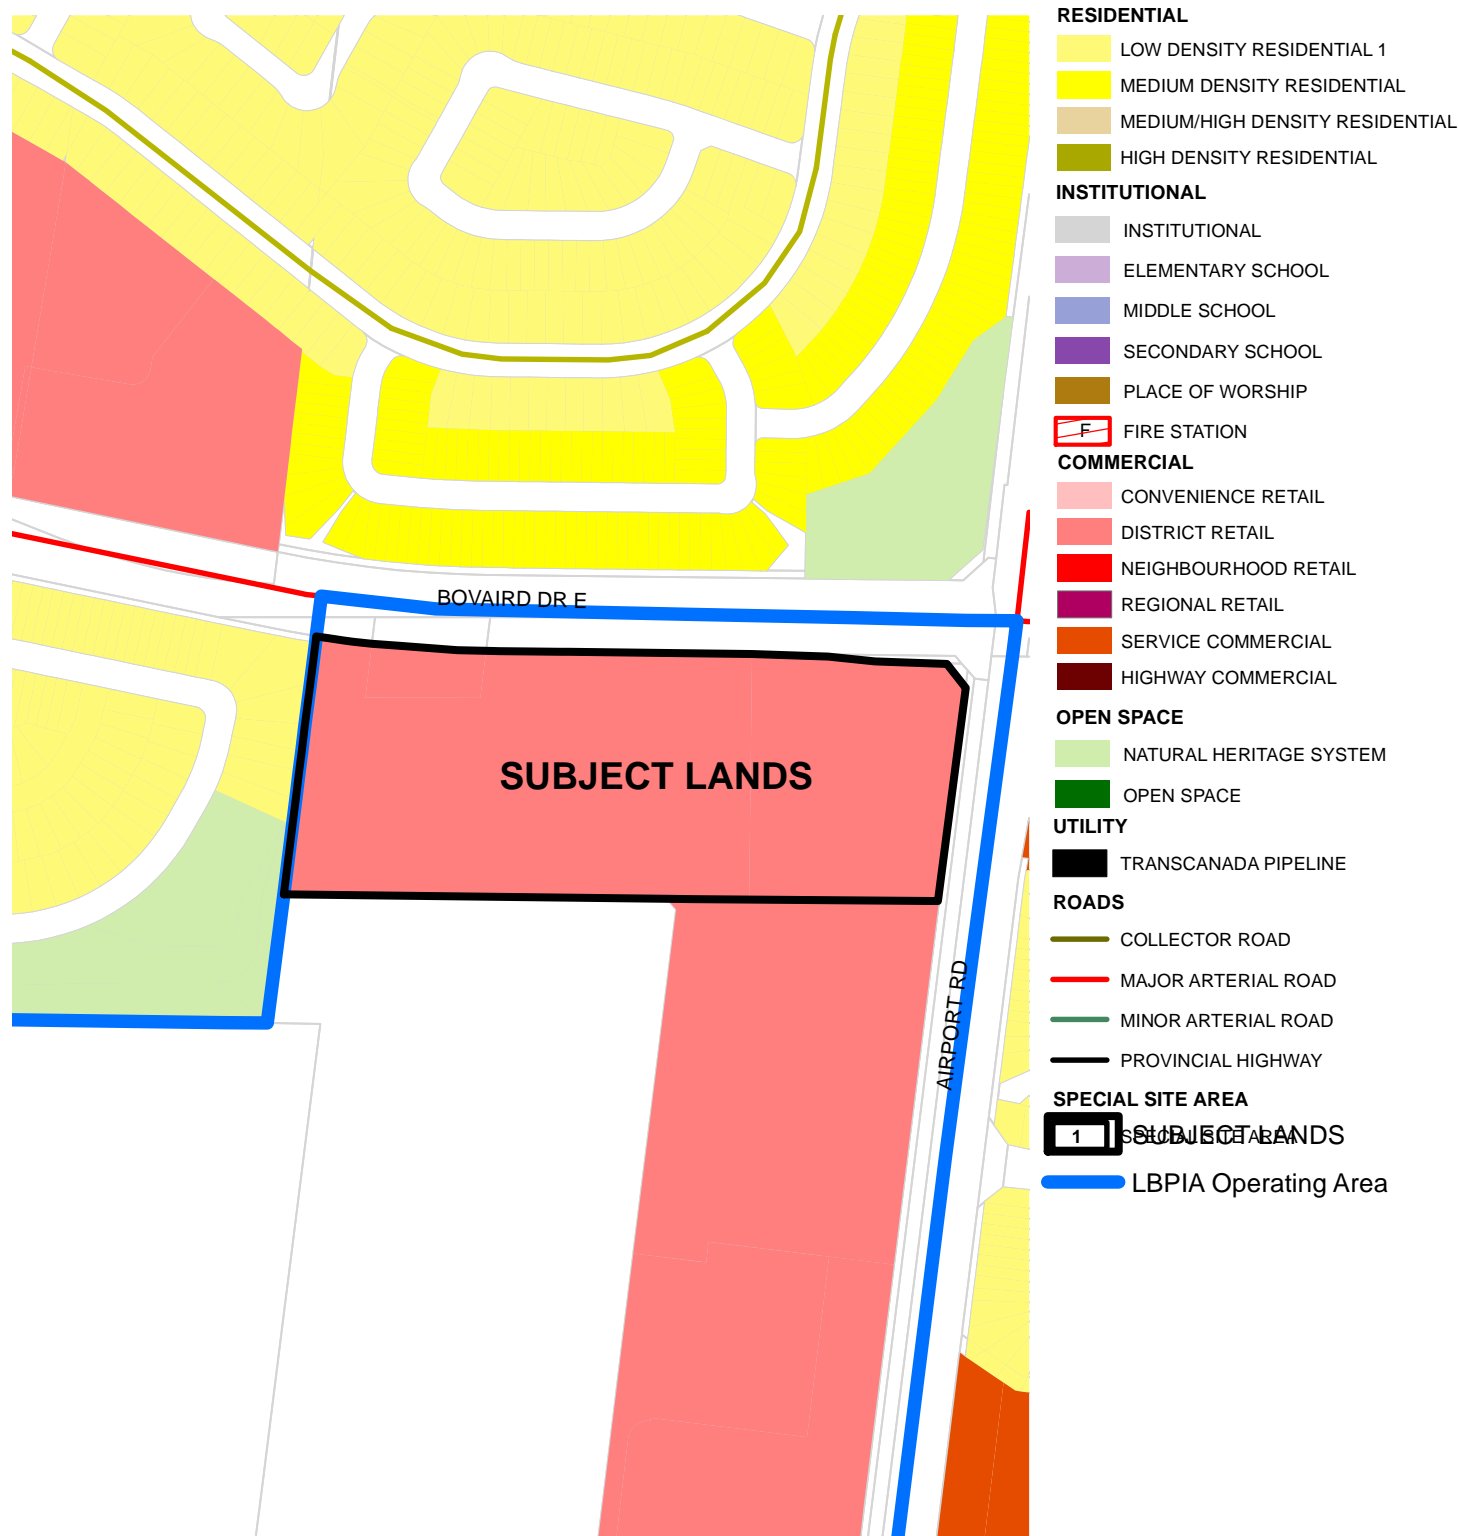 BOVAIRD DR E
SUBJECT LANDS
AIRPORT RD
RESIDENTIAL
LOW DENSITY RESIDENTIAL 1
MEDIUM DENSITY RESIDENTIAL
MEDIUM/HIGH DENSITY RESIDENTIAL
HIGH DENSITY RESIDENTIAL
INSTITUTIONAL
INSTITUTIONAL
ELEMENTARY SCHOOL
MIDDLE SCHOOL
SECONDARY SCHOOL
PLACE OF WORSHIP
F FIRE STATION
COMMERCIAL
CONVENIENCE RETAIL
DISTRICT RETAIL
NEIGHBOURHOOD RETAIL
REGIONAL RETAIL
SERVICE COMMERCIAL
HIGHWAY COMMERCIAL
OPEN SPACE
NATURAL HERITAGE SYSTEM
OPEN SPACE
UTILITY
TRANSCANADA PIPELINE
ROADS
COLLECTOR ROAD
MAJOR ARTERIAL ROAD
MINOR ARTERIAL ROAD
PROVINCIAL HIGHWAY
SPECIAL SITE AREA
1 SPECIAL SITE AREA
SUBJECT LANDS
LBPIA Operating Area